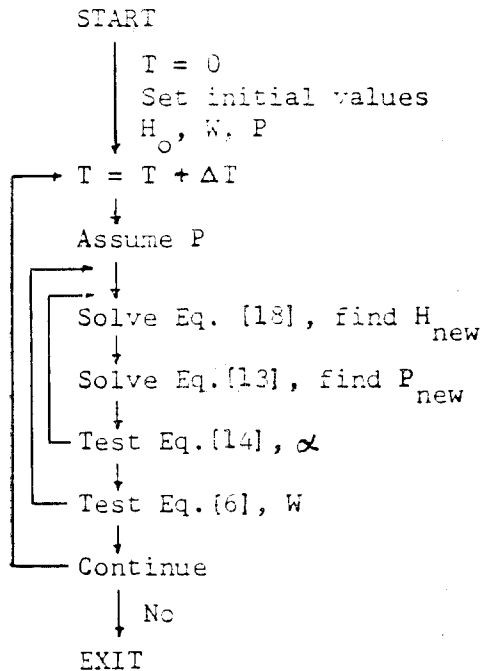 START
T = 0
Set initial values
H_o, W, P
T = T + ΔT
Assume P
Solve Eq. [18], find H_new
Solve Eq.[13], find P_new
Test Eq.[14], α
Test Eq.[6], W
Continue
No
EXIT